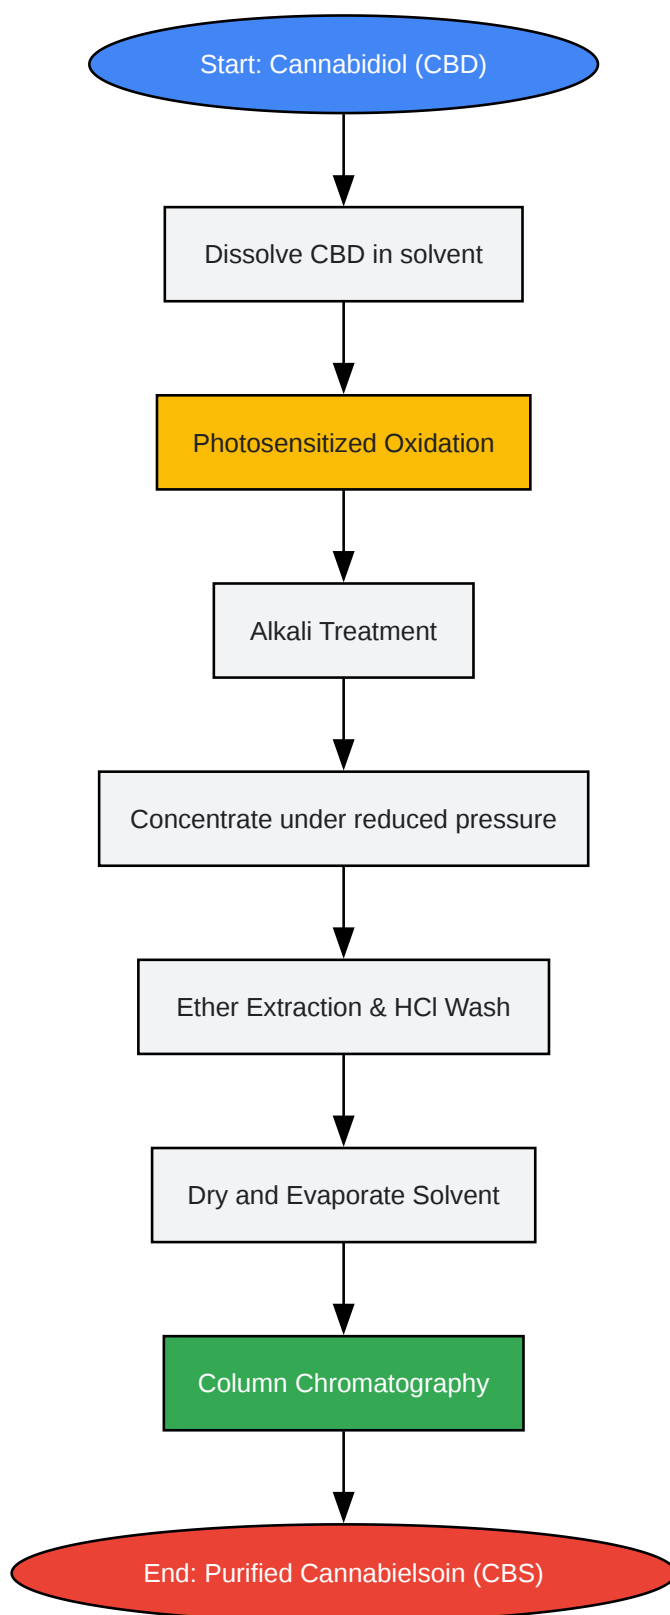 Start: Cannabidiol (CBD)
Dissolve CBD in solvent
Photosensitized Oxidation
Alkali Treatment
Concentrate under reduced pressure
Ether Extraction & HCl Wash
Dry and Evaporate Solvent
Column Chromatography
End: Purified Cannabielsoin (CBS)